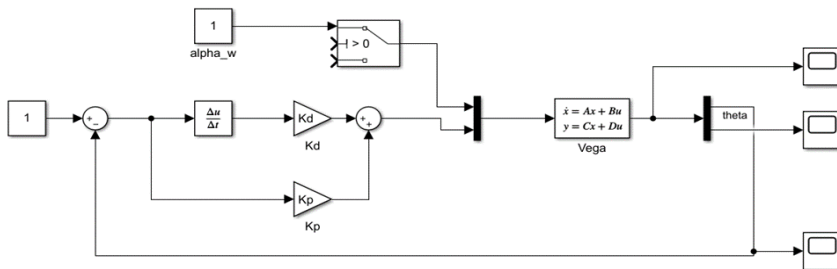 1
alpha_w
> 0
1
+
−
Δu
Δt
Kd
Kd
+
+
Kp
Kp
ẋ = Ax + Bu
y = Cx + Du
Vega
theta